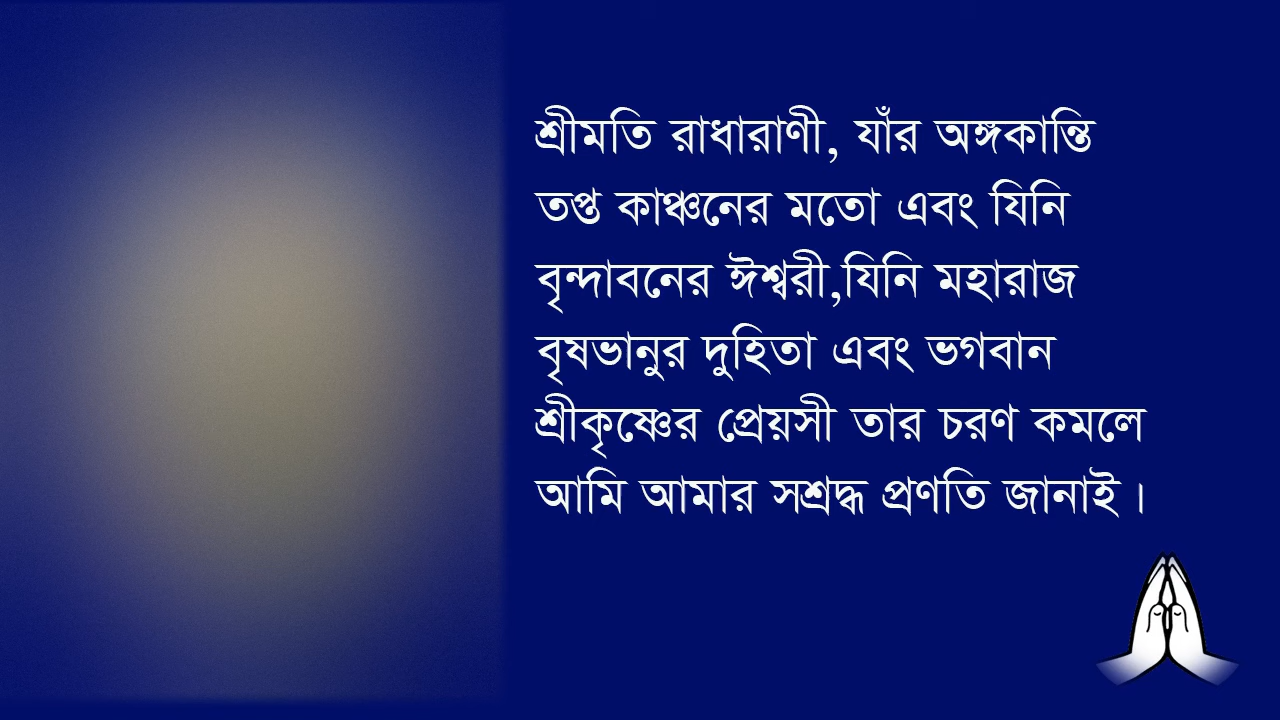 শ্রীমতি রাধারাণী, যাঁর অঙ্গকান্তি
তপ্ত কাঞ্চনের মতো এবং যিনি
বৃন্দাবনের ঈশ্বরী,যিনি মহারাজ
বৃষভানুর দুহিতা এবং ভগবান
শ্রীকৃষ্ণের প্রেয়সী তার চরণ কমলে
আমি আমার সশ্রদ্ধ প্রণতি জানাই।